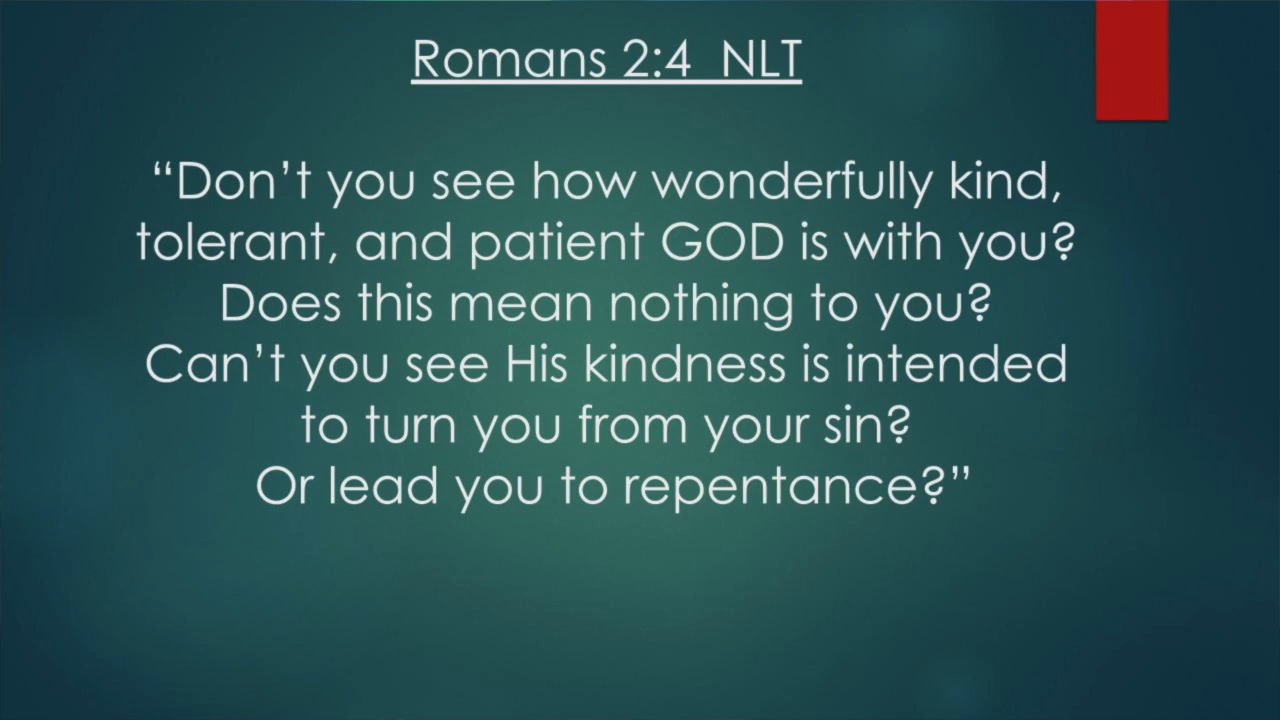 Romans 2:4 NLT
“Don’t you see how wonderfully kind,
tolerant, and patient GOD is with you?
Does this mean nothing to you?
Can’t you see His kindness is intended
to turn you from your sin?
Or lead you to repentance?”